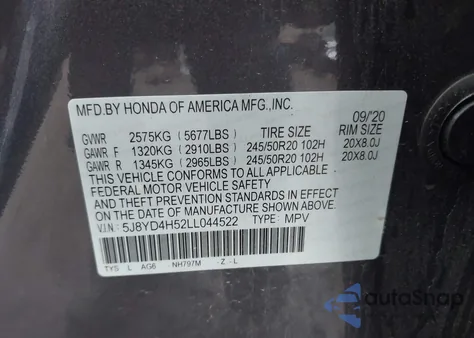 MFD.BY HONDA OF AMERICA MFG.,INC.
09/'20
GVWR 2575KG (5677LBS) TIRE SIZE RIM SIZE
GAWR F 1320KG (2910LBS) 245/50R20 102H 20X8.0J
GAWR R 1345KG (2965LBS) 245/50R20 102H 20X8.0J
THIS VEHICLE CONFORMS TO ALL APPLICABLE
FEDERAL MOTOR VEHICLE SAFETY
AND THEFT PREVENTION STANDARDS IN EFFECT
ON THE DATE OF MANUFACTURE SHOWN ABOVE.
V.I.N: 5J8YD4H52LL044522 TYPE: MPV
TYS L AG6 NH797M Z -L
autoSnap